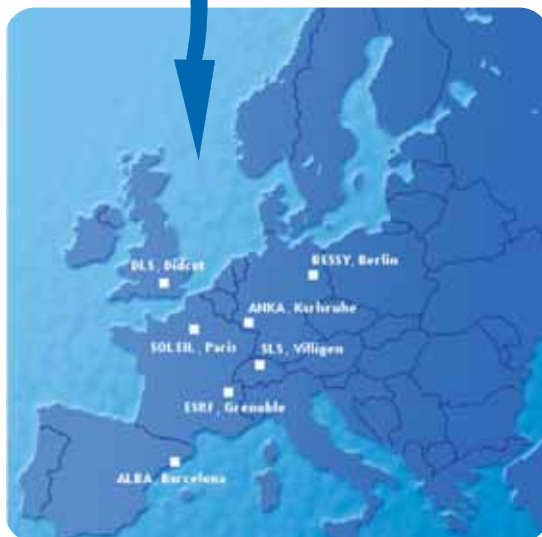 DLS, Didcot
BESSY, Berlin
ANKA, Karlsruhe
SOLEIL, Paris
SLS, Villigen
ESRF, Grenoble
ALBA, Barcelona